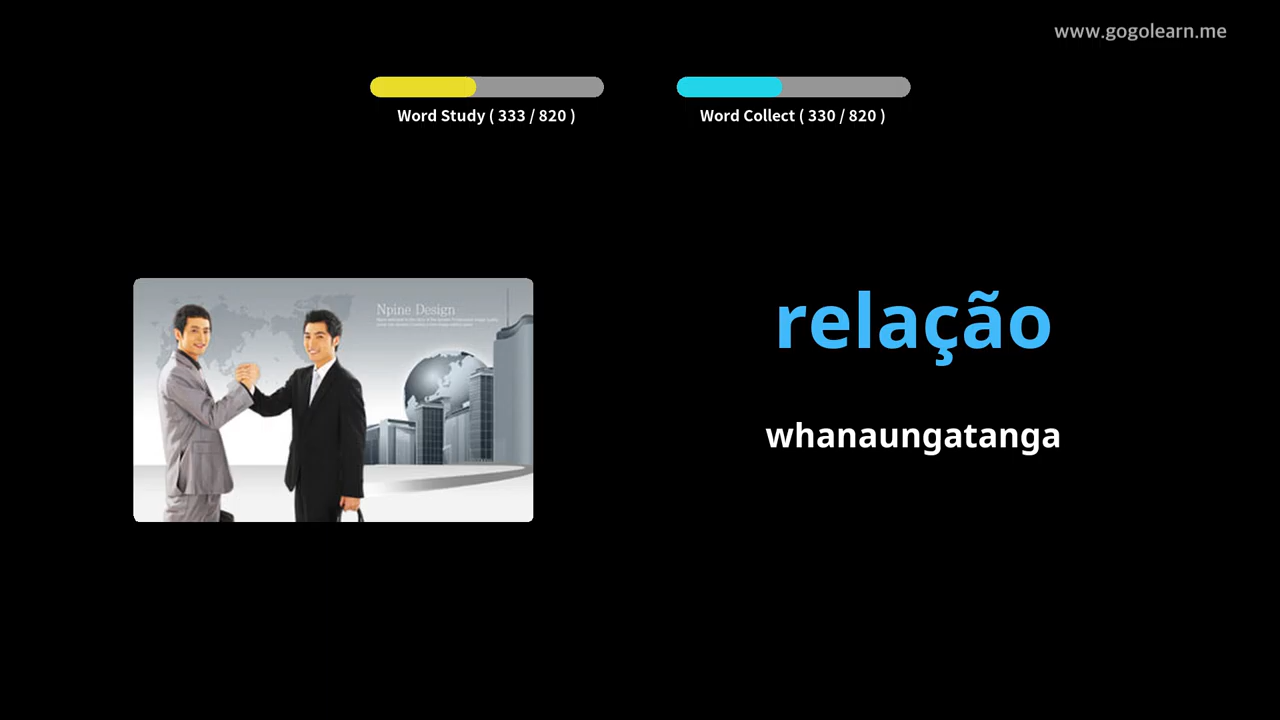 www.gogolearn.me
Word Study ( 333 / 820 )
Word Collect ( 330 / 820 )
Npine Design
relação
whanaungatanga